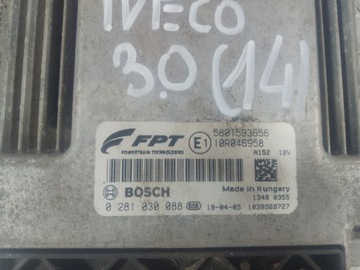 IVECO
3.0 (14)
FPT
POWERTRAIN TECHNOLOGIES
5801593656
E1 10R046958
A152 12V
BOSCH
Made in Hungary
1348 0355
0 281 030 088
19-04-05 1039S69727